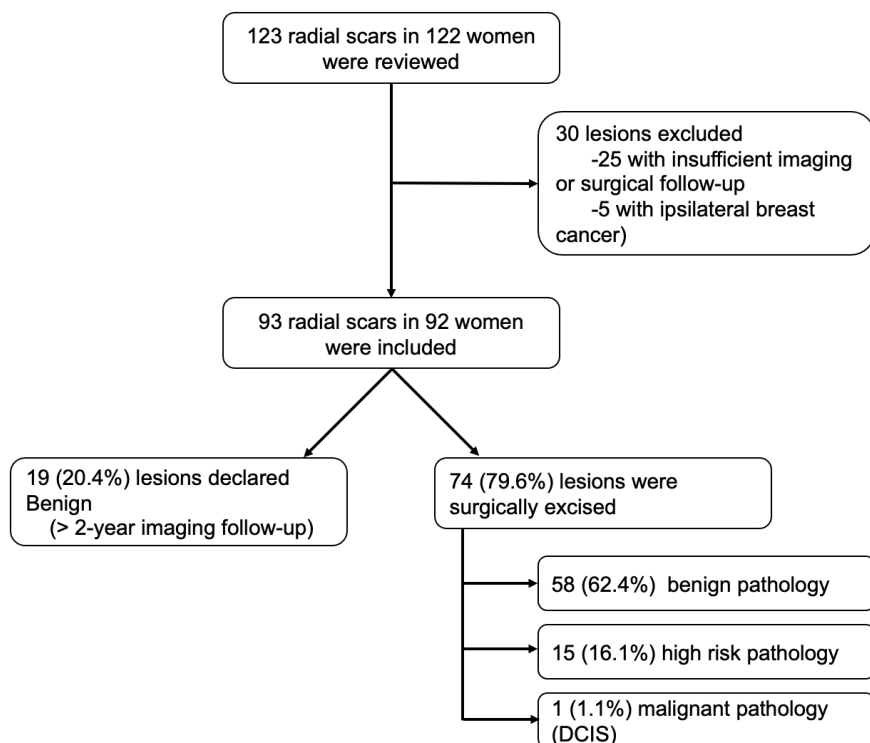 123 radial scars in 122 women
were reviewed
30 lesions excluded
-25 with insufficient imaging
or surgical follow-up
-5 with ipsilateral breast
cancer)
93 radial scars in 92 women
were included
19 (20.4%) lesions declared
Benign
(> 2-year imaging follow-up)
74 (79.6%) lesions were
surgically excised
58 (62.4%) benign pathology
15 (16.1%) high risk pathology
1 (1.1%) malignant pathology
(DCIS)